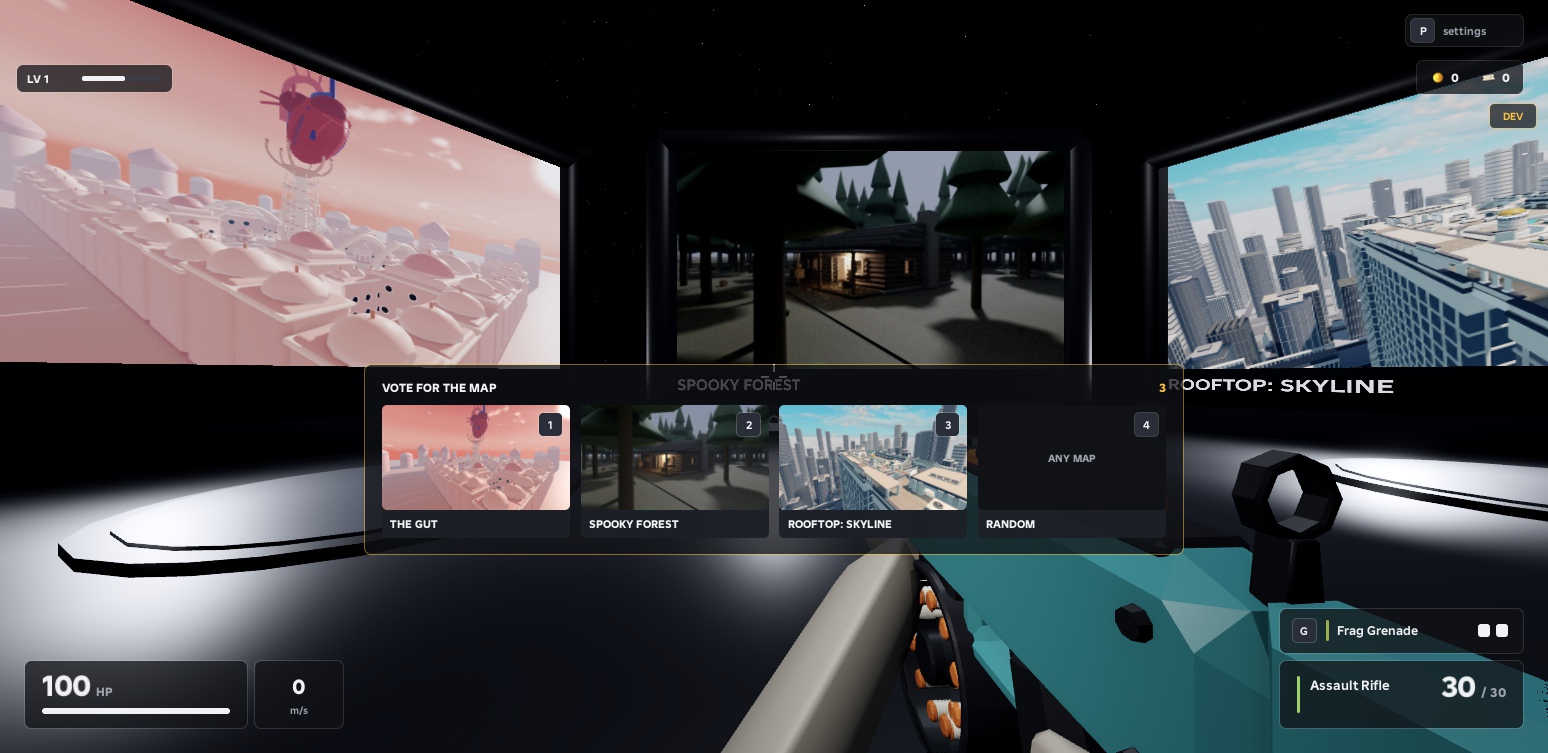 P settings
LV 1
0 0
DEV
SPOOKY FOREST
ROOFTOP: SKYLINE
VOTE FOR THE MAP 3
1 2 3 4
ANY MAP
THE GUT SPOOKY FOREST ROOFTOP: SKYLINE RANDOM
G Frag Grenade
100 HP
0
m/s
Assault Rifle 30 / 30